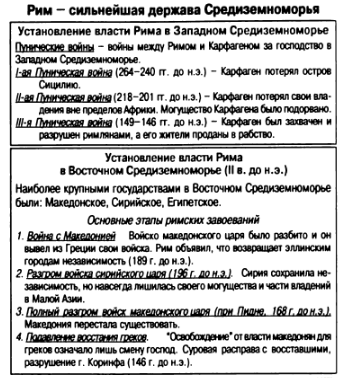 Рим – сильнейшая держава Средиземноморья
Установление власти Рима в Западном Средиземноморье
Пунические войны – войны между Римом и Карфагеном за господство в
Западном Средиземноморье.
I-ая Пуническая война (264–240 гг. до н.э.) – Карфаген потерял остров
Сицилию.
II-ая Пуническая война (218–201 гг. до н.э.) – Карфаген потерял свои вла-
дения вне пределов Африки. Могущество Карфагена было подорвано.
III-я Пуническая война (149–146 гг. до н.э.) – Карфаген был захвачен и
разрушен римлянами, а его жители проданы в рабство.
Установление власти Рима
в Восточном Средиземноморье (II в. до н.э.)
Наиболее крупными государствами в Восточном Средиземноморье
были: Македонское, Сирийское, Египетское.
Основные этапы римских завоеваний
1. Война с Македонией Войско македонского царя было разбито и он
вывел из Греции свои войска. Рим объявил, что возвращает эллинским
городам независимость (189 г. до н.э.).
2. Разгром войска сирийского царя (196 г. до н.э.). Сирия сохранила не-
зависимость, но навсегда лишилась своего могущества и части владений
в Малой Азии.
3. Полный разгром войск македонского царя (при Пидне, 168 г. до н.э.).
Македония перестала существовать.
4. Подавление восстания греков. "Освобождение" от власти македонян для
греков означало лишь смену господ. Суровая расправа с восставшими,
разрушение г. Коринфа (146 г. до н.э.).